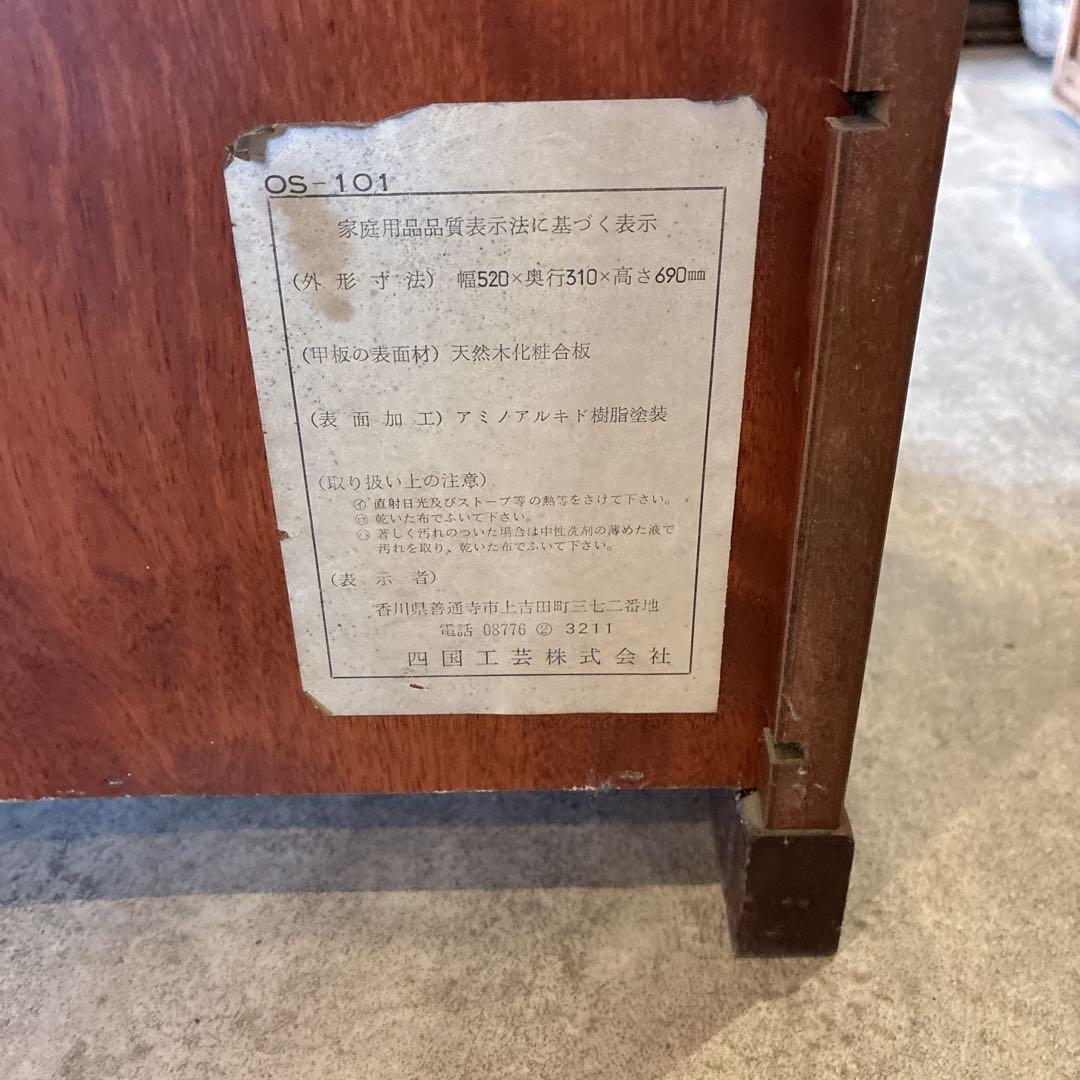 OS-101
家庭用品品質表示法に基づく表示
(外形寸法) 幅520×奥行310×高さ690mm
(甲板の表面材) 天然木化粧合板
(表面加工) アミノアルキド樹脂塗装
(取り扱い上の注意)
㋑ 直射日光及びストーブ等の熱等をさけて下さい。
㋺ 乾いた布でふいて下さい。
㋩ 著しく汚れのついた場合は中性洗剤の薄めた液で
汚れを取り、乾いた布でふいて下さい。
(表示者)
香川県善通寺市上吉田町三七二番地
電話 08776 ② 3211
四国工芸株式会社